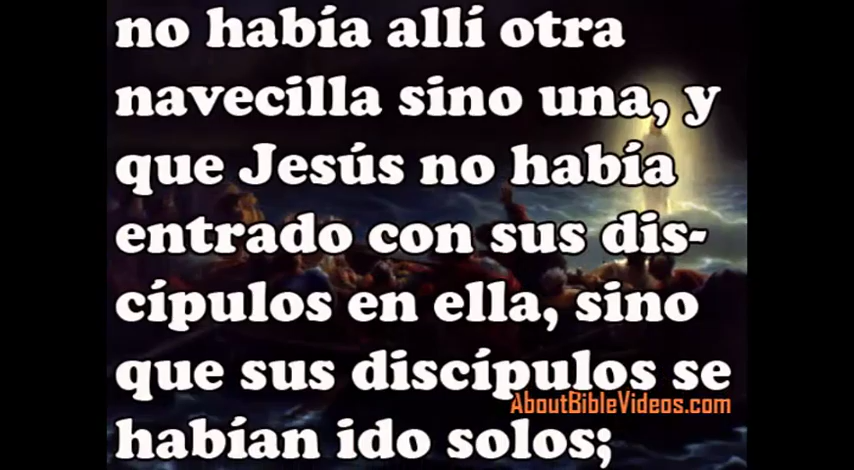 no había allí otra
navecilla sino una, y
que Jesús no había
entrado con sus dis-
cípulos en ella, sino
que sus discípulos se
AboutBibleVideos.com
habían ido solos;